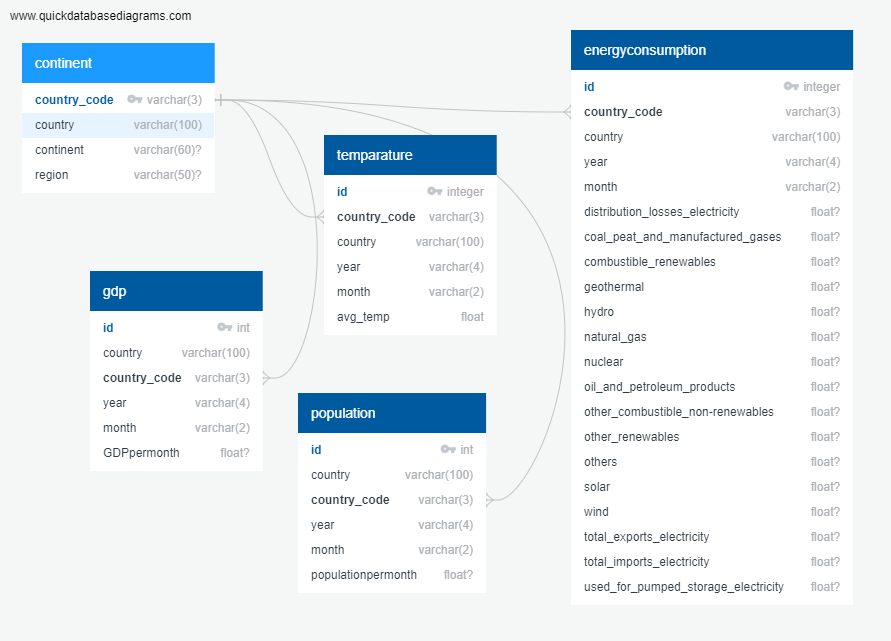 www.quickdatabasediagrams.com
continent
country_code varchar(3)
country varchar(100)
continent varchar(60)?
region varchar(50)?
temparature
id integer
country_code varchar(3)
country varchar(100)
year varchar(4)
month varchar(2)
avg_temp float
gdp
id int
country varchar(100)
country_code varchar(3)
year varchar(4)
month varchar(2)
GDPpermonth float?
population
id int
country varchar(100)
country_code varchar(3)
year varchar(4)
month varchar(2)
populationpermonth float?
energyconsumption
id integer
country_code varchar(3)
country varchar(100)
year varchar(4)
month varchar(2)
distribution_losses_electricity float?
coal_peat_and_manufactured_gases float?
combustible_renewables float?
geothermal float?
hydro float?
natural_gas float?
nuclear float?
oil_and_petroleum_products float?
other_combustible_non-renewables float?
other_renewables float?
others float?
solar float?
wind float?
total_exports_electricity float?
total_imports_electricity float?
used_for_pumped_storage_electricity float?